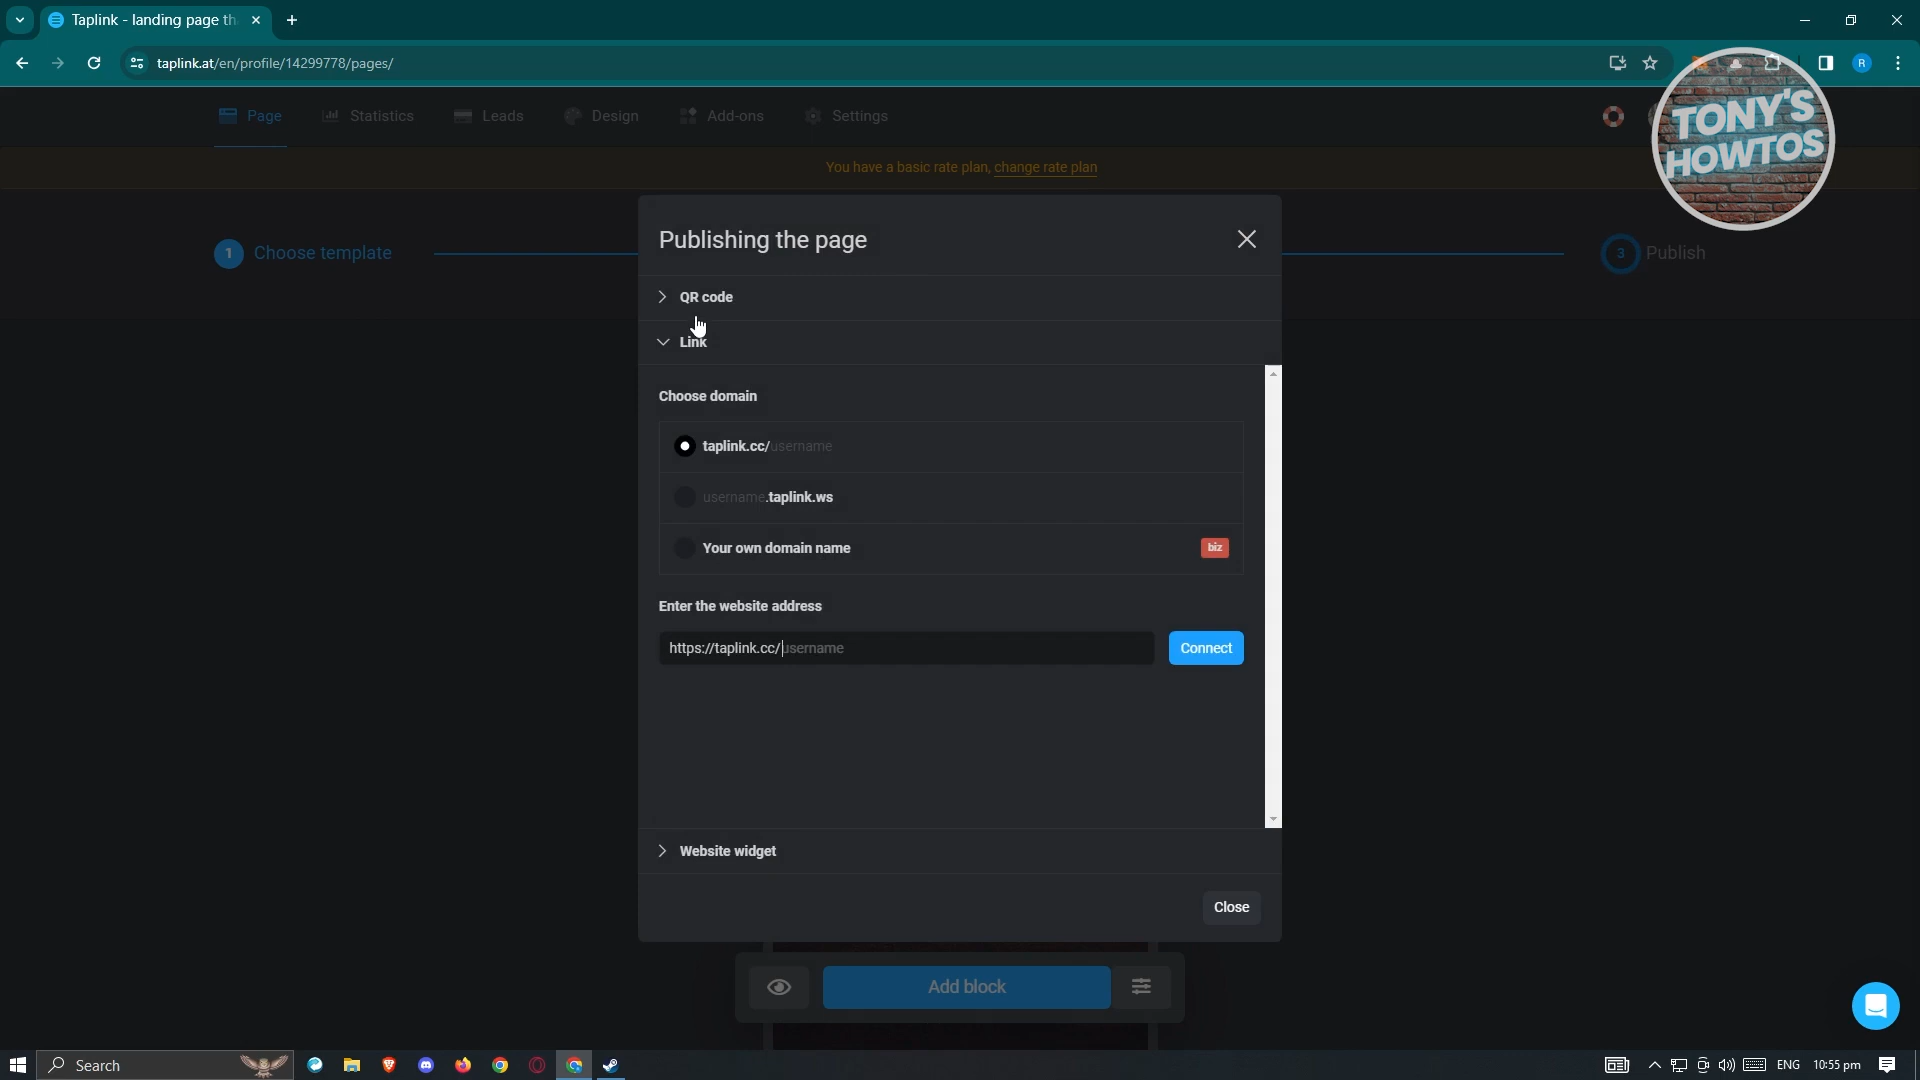 Taplink - landing page th
taplink.at/en/profile/14299778/pages/
R
Page
Statistics
Leads
Design
Add-ons
Settings
TONY'S
HOWTOS
You have a basic rate plan, change rate plan
1 Choose template
3 Publish
Publishing the page
QR code
Link
Choose domain
taplink.cc/username
username.taplink.ws
Your own domain name
biz
Enter the website address
https://taplink.cc/username
Connect
Website widget
Close
Add block
Search
ENG
10:55 pm